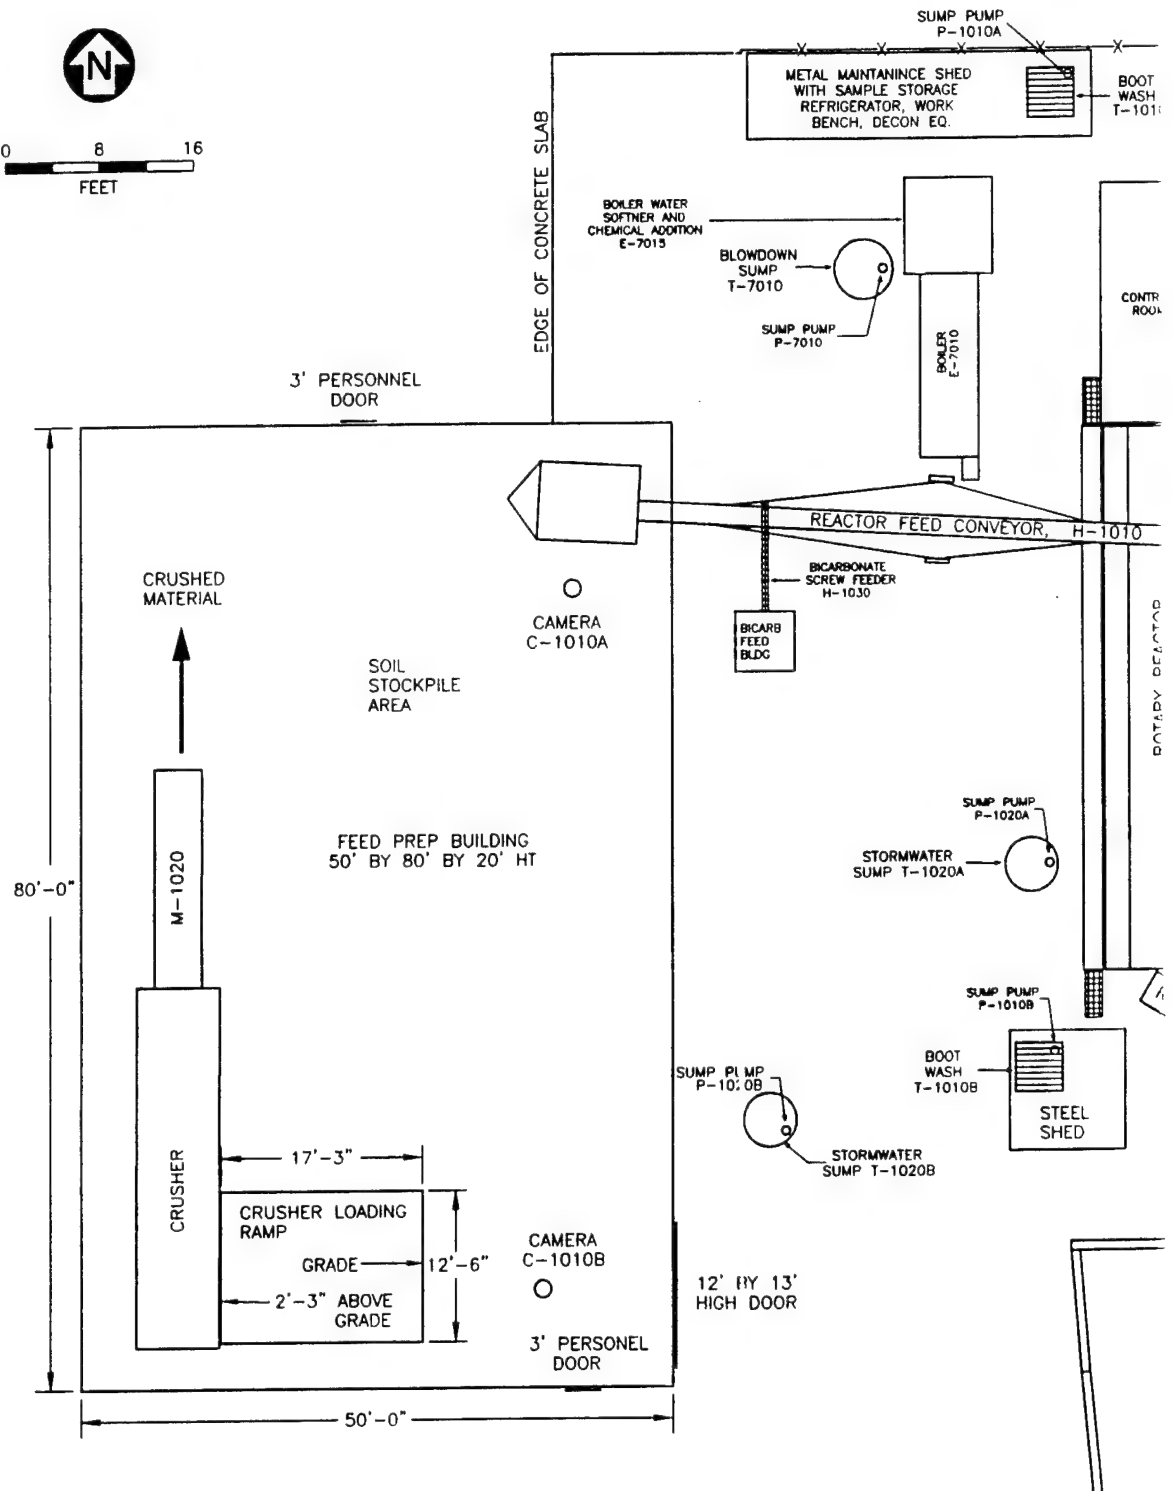 SUMP PUMP
P-1010A
N
METAL MAINTANINCE SHED
WITH SAMPLE STORAGE
REFRIGERATOR, WORK
BENCH, DECON EQ.
BOOT
WASH
0 8 16
FEET
EDGE OF CONCRETE SLAB
BOILER WATER
SOFTNER AND
CHEMICAL ADDITION
E-7015
BLOWDOWN
SUMP
T-7010
SUMP PUMP
P-7010
BOILER
E-7010
3' PERSONNEL
DOOR
REACTOR FEED CONVEYOR, H-1010
BICARBONATE
SCREW FEEDER
H-1030
CRUSHED
MATERIAL
CAMERA
C-1010A
BICARB
FEED
BLDG
SOIL
STOCKPILE
AREA
ROTARY REACTOR
M-1020
FEED PREP BUILDING
50' BY 80' BY 20' HT
80'-0"
SUMP PUMP
P-1020A
STORMWATER
SUMP T-1020A
SUMP PUMP
P-1010B
BOOT
WASH
T-1010B
STEEL
SHED
SUMP PUMP
P-1020B
STORMWATER
SUMP T-1020B
CRUSHER
17'-3"
CRUSHER LOADING
RAMP
GRADE
12'-6"
2'-3" ABOVE
GRADE
CAMERA
C-1010B
12' BY 13'
HIGH DOOR
3' PERSONEL
DOOR
50'-0"